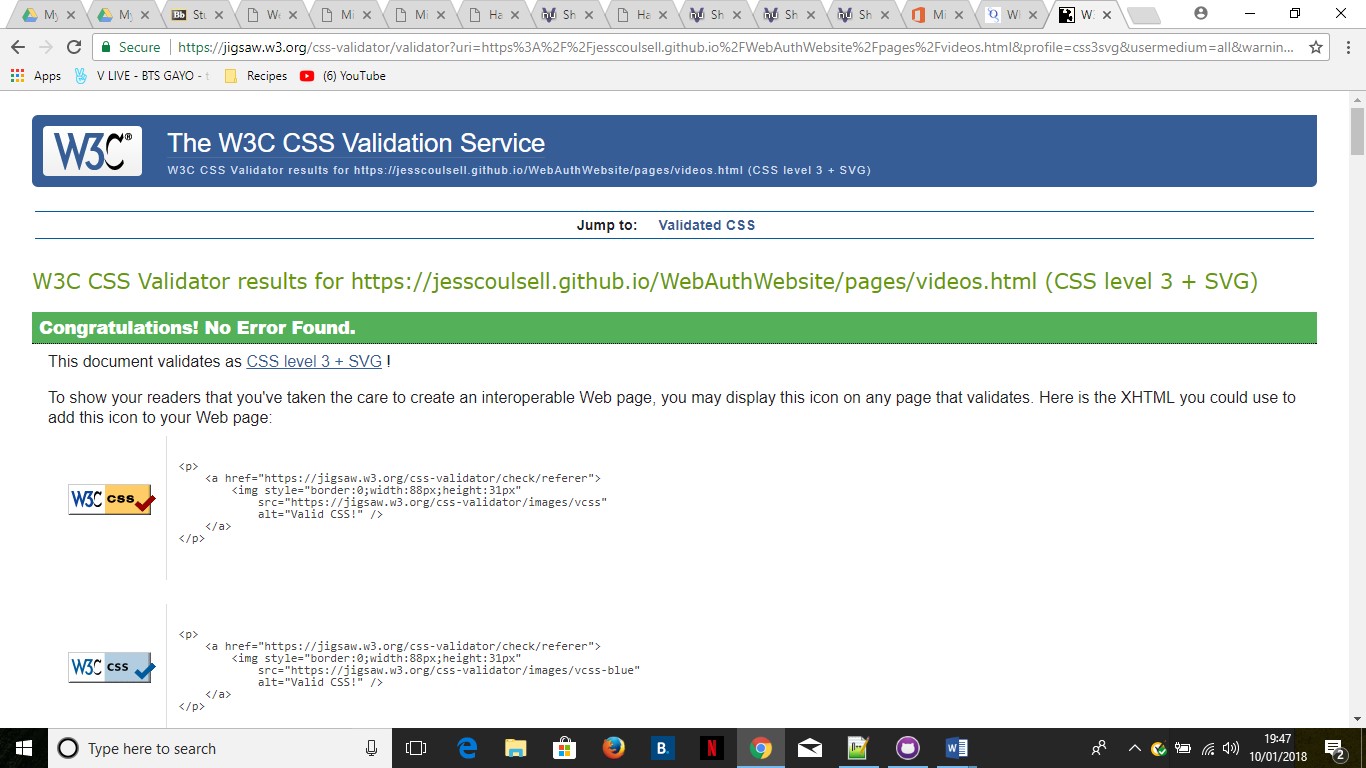 My
My
Stu
We
Mi
Mi
Ha
Sh
Ha
Sh
Sh
Sh
Mi
Wh
W3
Secure
https://jigsaw.w3.org/css-validator/validator?uri=https%3A%2F%2Fjesscoulsell.github.io%2FWebAuthWebsite%2Fpages%2Fvideos.html&profile=css3svg&usermedium=all&warnin...
Apps
V LIVE - BTS GAYO - t
Recipes
(6) YouTube
W3C®
The W3C CSS Validation Service
W3C CSS Validator results for https://jesscoulsell.github.io/WebAuthWebsite/pages/videos.html (CSS level 3 + SVG)
Jump to: Validated CSS
W3C CSS Validator results for https://jesscoulsell.github.io/WebAuthWebsite/pages/videos.html (CSS level 3 + SVG)
Congratulations! No Error Found.
This document validates as CSS level 3 + SVG !
To show your readers that you've taken the care to create an interoperable Web page, you may display this icon on any page that validates. Here is the XHTML you could use to
add this icon to your Web page:
W3C css
<p>
<a href="https://jigsaw.w3.org/css-validator/check/referer">
<img style="border:0;width:88px;height:31px"
src="https://jigsaw.w3.org/css-validator/images/vcss"
alt="Valid CSS!" />
</a>
</p>
W3C css
<p>
<a href="https://jigsaw.w3.org/css-validator/check/referer">
<img style="border:0;width:88px;height:31px"
src="https://jigsaw.w3.org/css-validator/images/vcss-blue"
alt="Valid CSS!" />
</a>
</p>
Type here to search
B.
N
19:47
10/01/2018
2